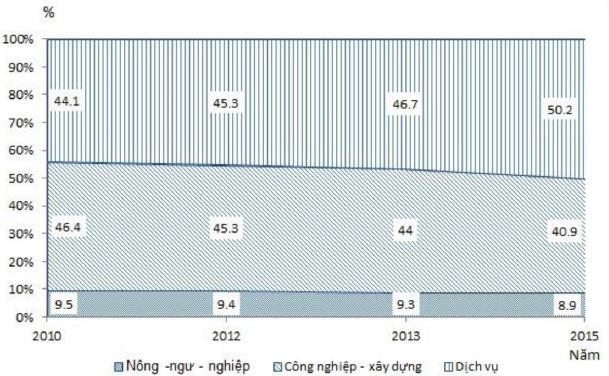 %
100%
90%
80%
70%
60%
50%
40%
30%
20%
10%
0%
44.1 45.3 46.7 50.2
46.4 45.3 44 40.9
9.5 9.4 9.3 8.9
2010 2012 2013 2015
Năm
Nông -ngư - nghiệp Công nghiệp - xây dựng Dịch vụ